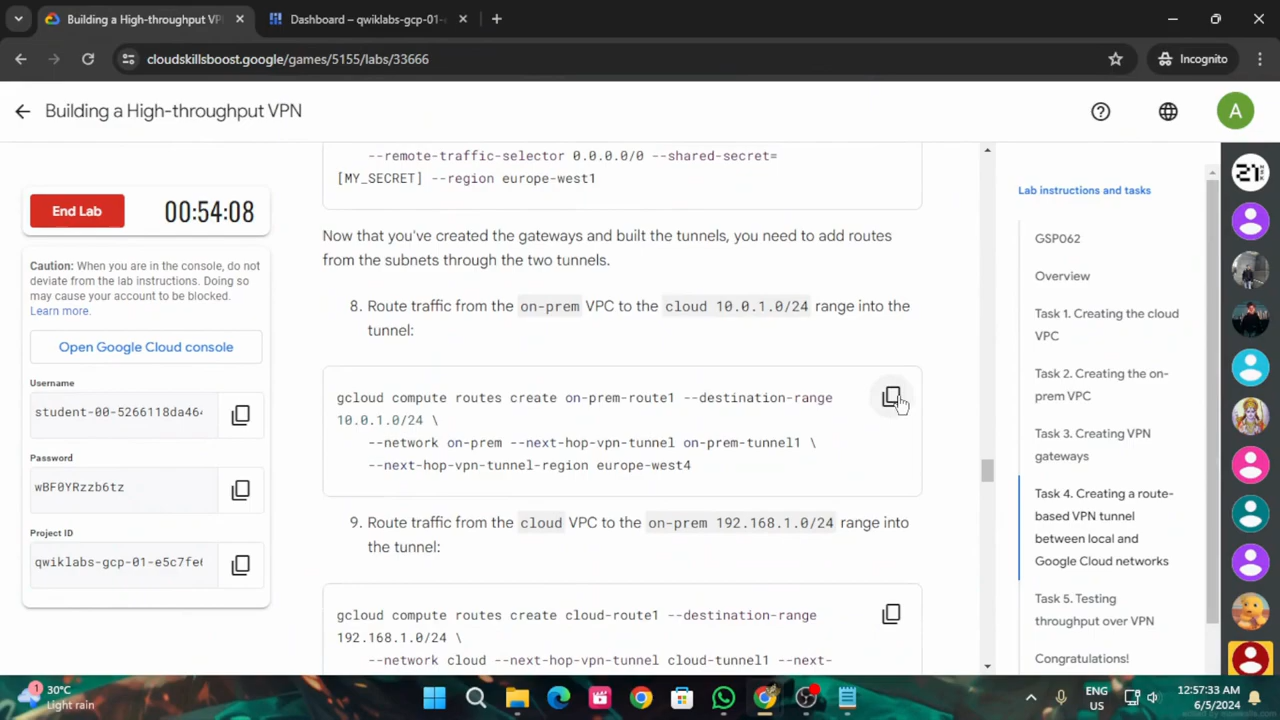 Building a High-throughput VP
Dashboard – qwiklabs-gcp-01-
cloudskillsboost.google/games/5155/labs/33666
Incognito
Building a High-throughput VPN
A
End Lab
00:54:08
Caution: When you are in the console, do not
deviate from the lab instructions. Doing so
may cause your account to be blocked.
Learn more.
Open Google Cloud console
Username
student-00-5266118da464
Password
wBF0YRzzb6tz
Project ID
qwiklabs-gcp-01-e5c7fe
--remote-traffic-selector 0.0.0.0/0 --shared-secret=
[MY_SECRET] --region europe-west1
Now that you've created the gateways and built the tunnels, you need to add routes
from the subnets through the two tunnels.
8. Route traffic from the on-prem VPC to the cloud 10.0.1.0/24 range into the
tunnel:
gcloud compute routes create on-prem-route1 --destination-range
10.0.1.0/24 \
--network on-prem --next-hop-vpn-tunnel on-prem-tunnel1 \
--next-hop-vpn-tunnel-region europe-west4
9. Route traffic from the cloud VPC to the on-prem 192.168.1.0/24 range into
the tunnel:
gcloud compute routes create cloud-route1 --destination-range
192.168.1.0/24 \
--network cloud --next-hop-vpn-tunnel cloud-tunnel1 --next-
Lab instructions and tasks
GSP062
Overview
Task 1. Creating the cloud
VPC
Task 2. Creating the on-
prem VPC
Task 3. Creating VPN
gateways
Task 4. Creating a route-
based VPN tunnel
between local and
Google Cloud networks
Task 5. Testing
throughput over VPN
Congratulations!
21
1
30°C
Light rain
ENG
US
12:57:33 AM
6/5/2024